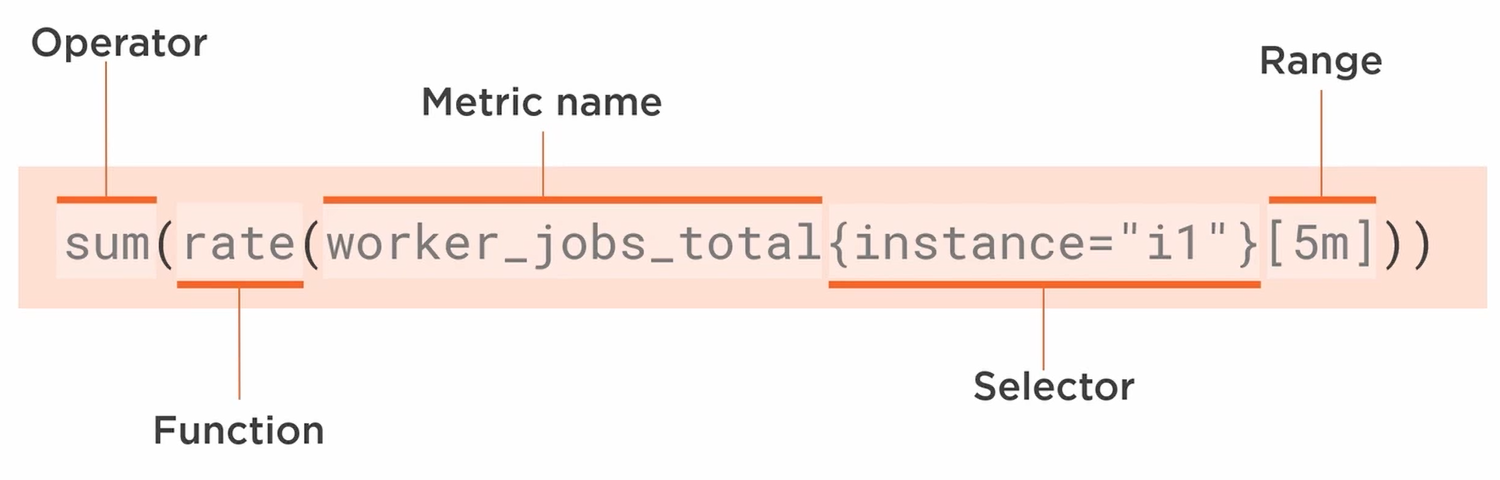 Operator
Range
Metric name
sum(rate(worker_jobs_total{instance="i1"}[5m]))
Selector
Function